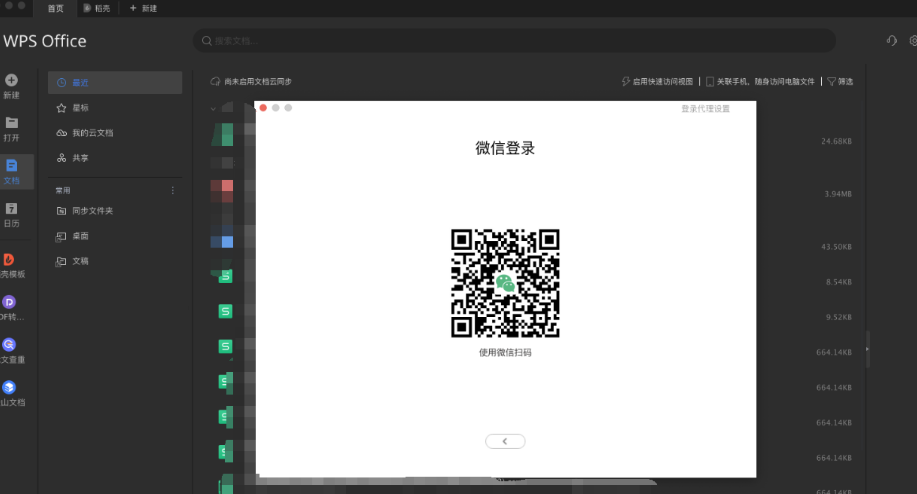 首页
稻壳
新建
WPS Office
搜索文档...
新建
打开
文档
日历
壳模板
DF转...
文查重
山文档
最近
星标
我的云文档
共享
常用
同步文件夹
桌面
文稿
尚未启用文档云同步
启用快速访问视图
关联手机，随身访问电脑文件
筛选
登录代理设置
微信登录
使用微信扫码
24.68KB
3.94MB
43.90KB
8.54KB
9.52KB
664.14KB
664.14KB
664.14KB
664.14KB
664.14KB